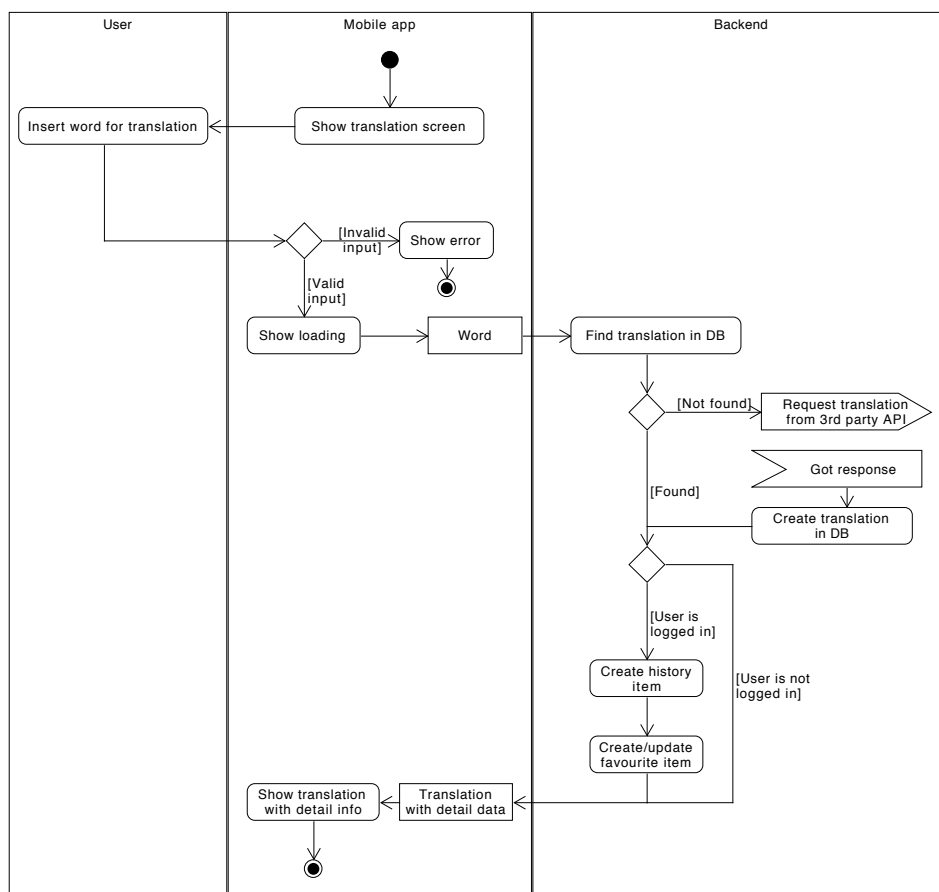 User
Mobile app
Backend
Show translation screen
Insert word for translation
[Invalid
input]
Show error
[Valid
input]
Show loading
Word
Find translation in DB
[Not found]
Request translation
from 3rd party API
Got response
[Found]
Create translation
in DB
[User is
logged in]
[User is not
logged in]
Create history
item
Create/update
favourite item
Translation
with detail data
Show translation
with detail info